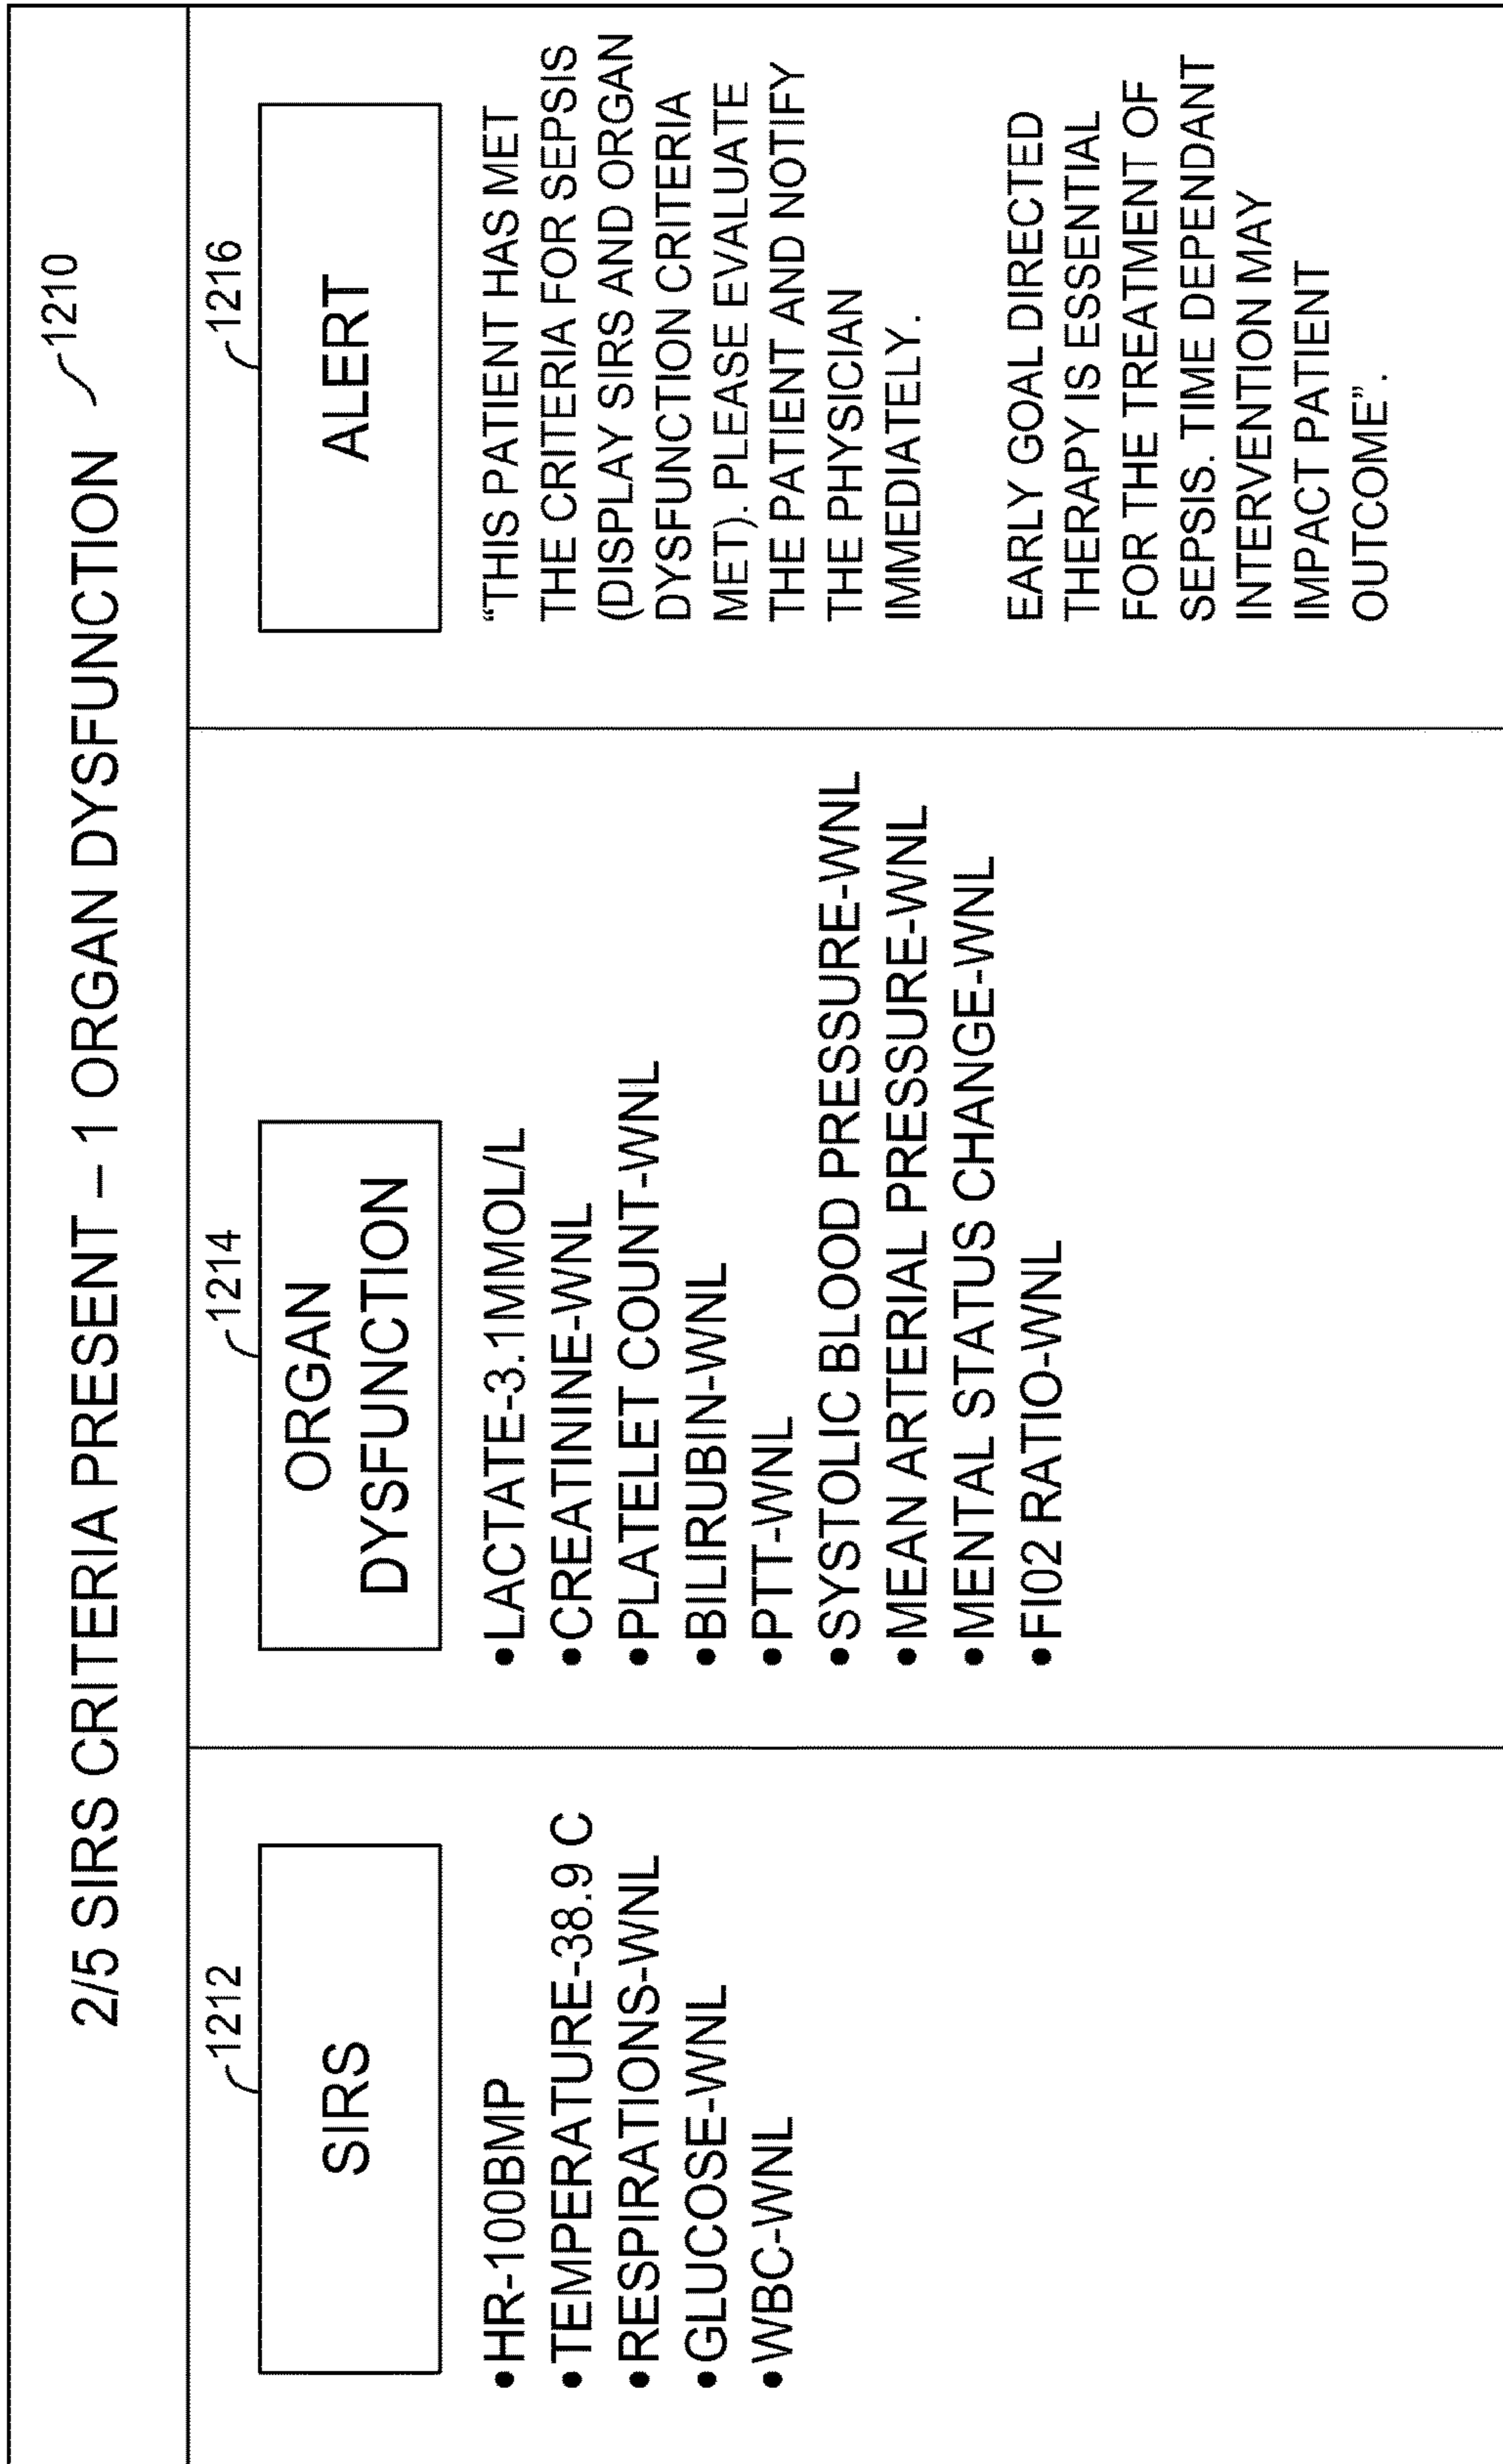 2/5 SIRS CRITERIA PRESENT – 1 ORGAN DYSFUNCTION
1210
1212
SIRS
•HR-100BMP
•TEMPERATURE-38.9 C
•RESPIRATIONS-WNL
•GLUCOSE-WNL
•WBC-WNL
1214
ORGAN
DYSFUNCTION
•LACTATE-3.1MMOL/L
•CREATININE-WNL
•PLATELET COUNT-WNL
•BILIRUBIN-WNL
•PTT-WNL
•SYSTOLIC BLOOD PRESSURE-WNL
•MEAN ARTERIAL PRESSURE-WNL
•MENTAL STATUS CHANGE-WNL
•FI02 RATIO-WNL
1216
ALERT
“THIS PATIENT HAS MET
THE CRITERIA FOR SEPSIS
(DISPLAY SIRS AND ORGAN
DYSFUNCTION CRITERIA
MET). PLEASE EVALUATE
THE PATIENT AND NOTIFY
THE PHYSICIAN
IMMEDIATELY.
EARLY GOAL DIRECTED
THERAPY IS ESSENTIAL
FOR THE TREATMENT OF
SEPSIS. TIME DEPENDANT
INTERVENTION MAY
IMPACT PATIENT
OUTCOME”.